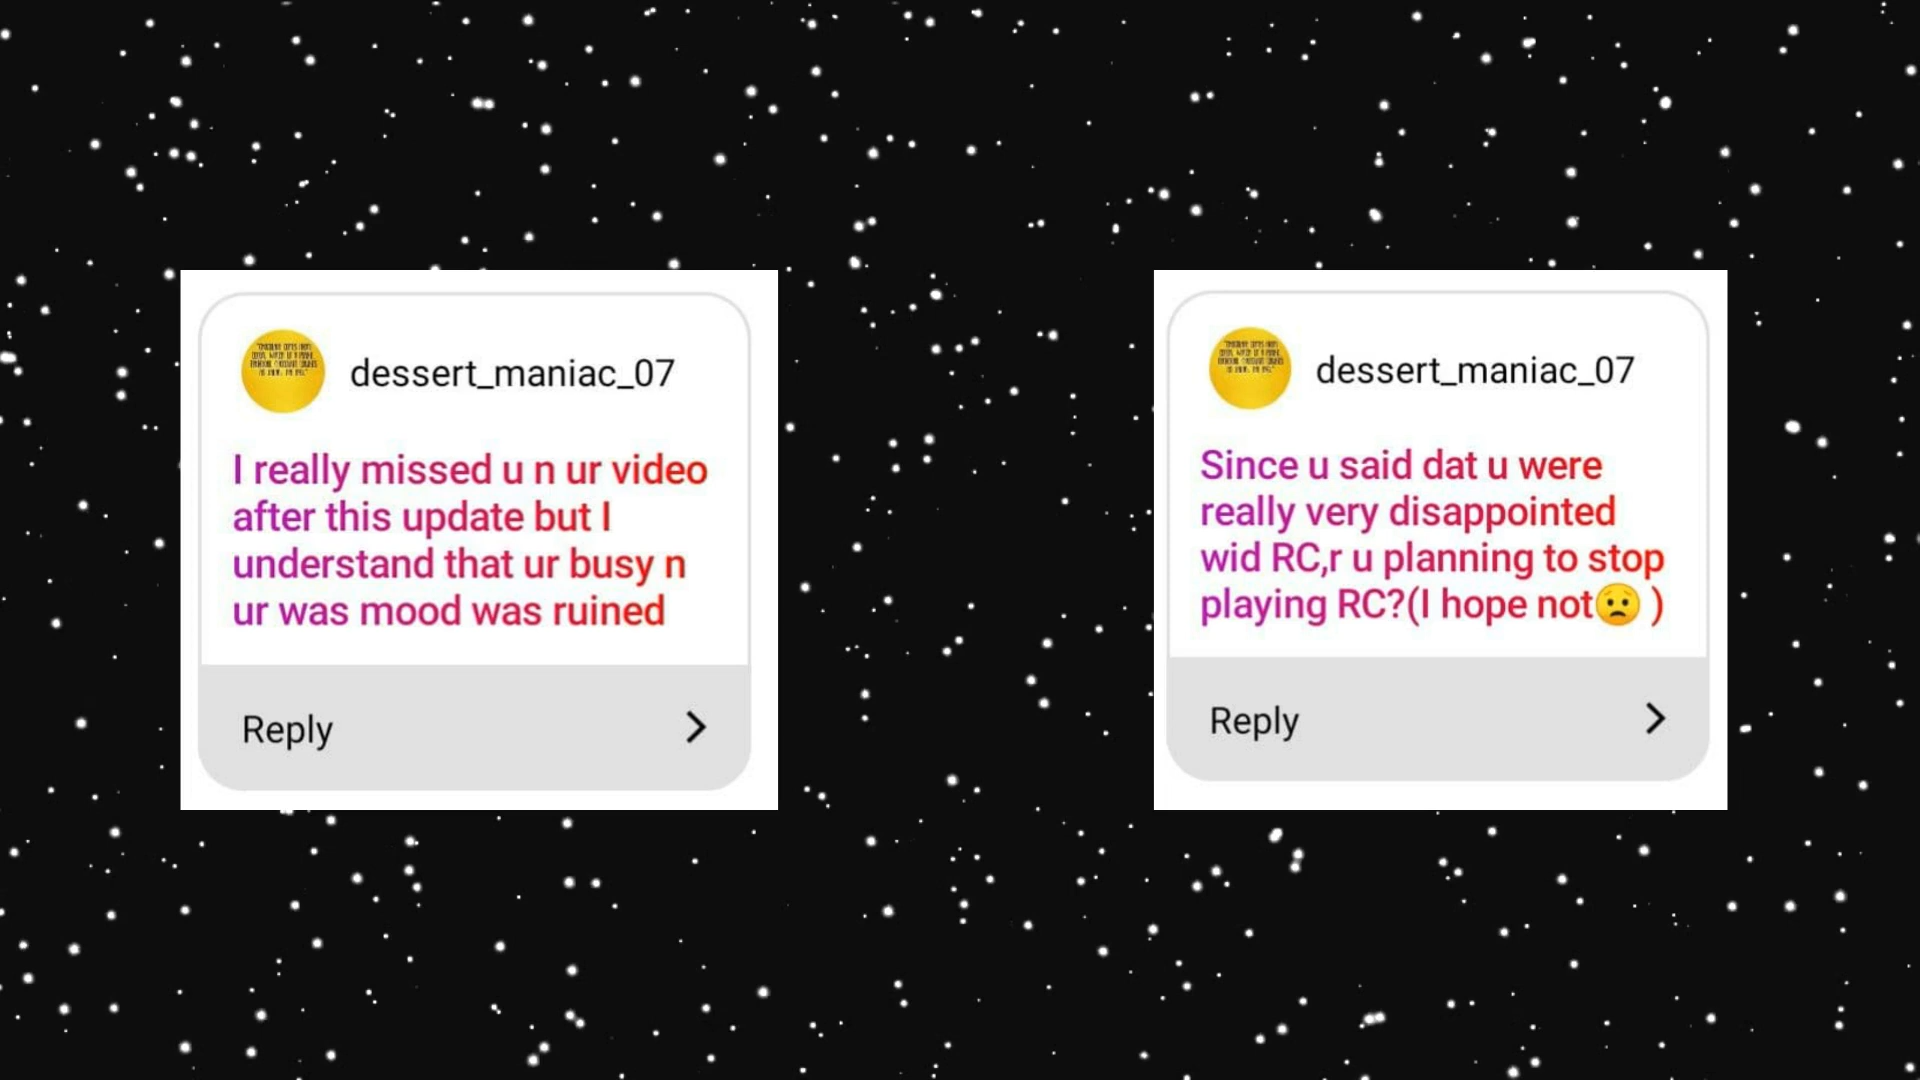 dessert_maniac_07
I really missed u n ur video
after this update but I
understand that ur busy n
ur was mood was ruined
Reply
dessert_maniac_07
Since u said dat u were
really very disappointed
wid RC,r u planning to stop
playing RC?(I hope not😟 )
Reply